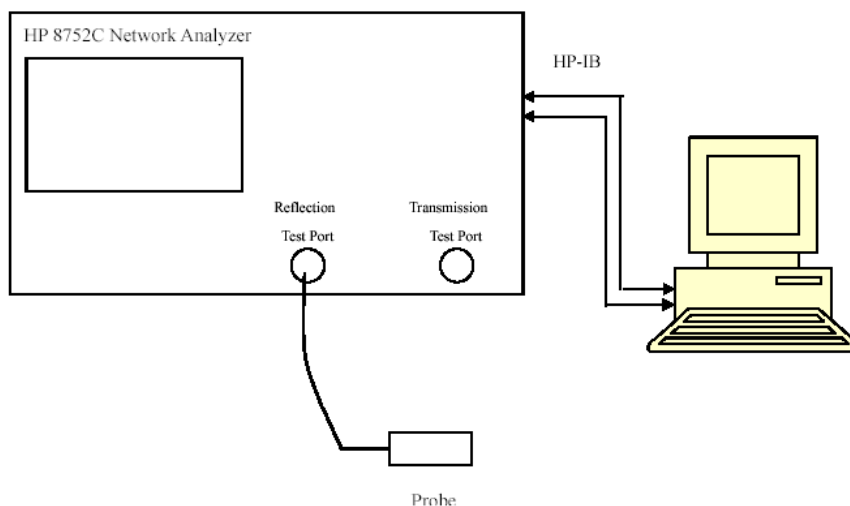 HP 8752C Network Analyzer
HP-IB
Reflection
Test Port
Transmission
Test Port
Probe